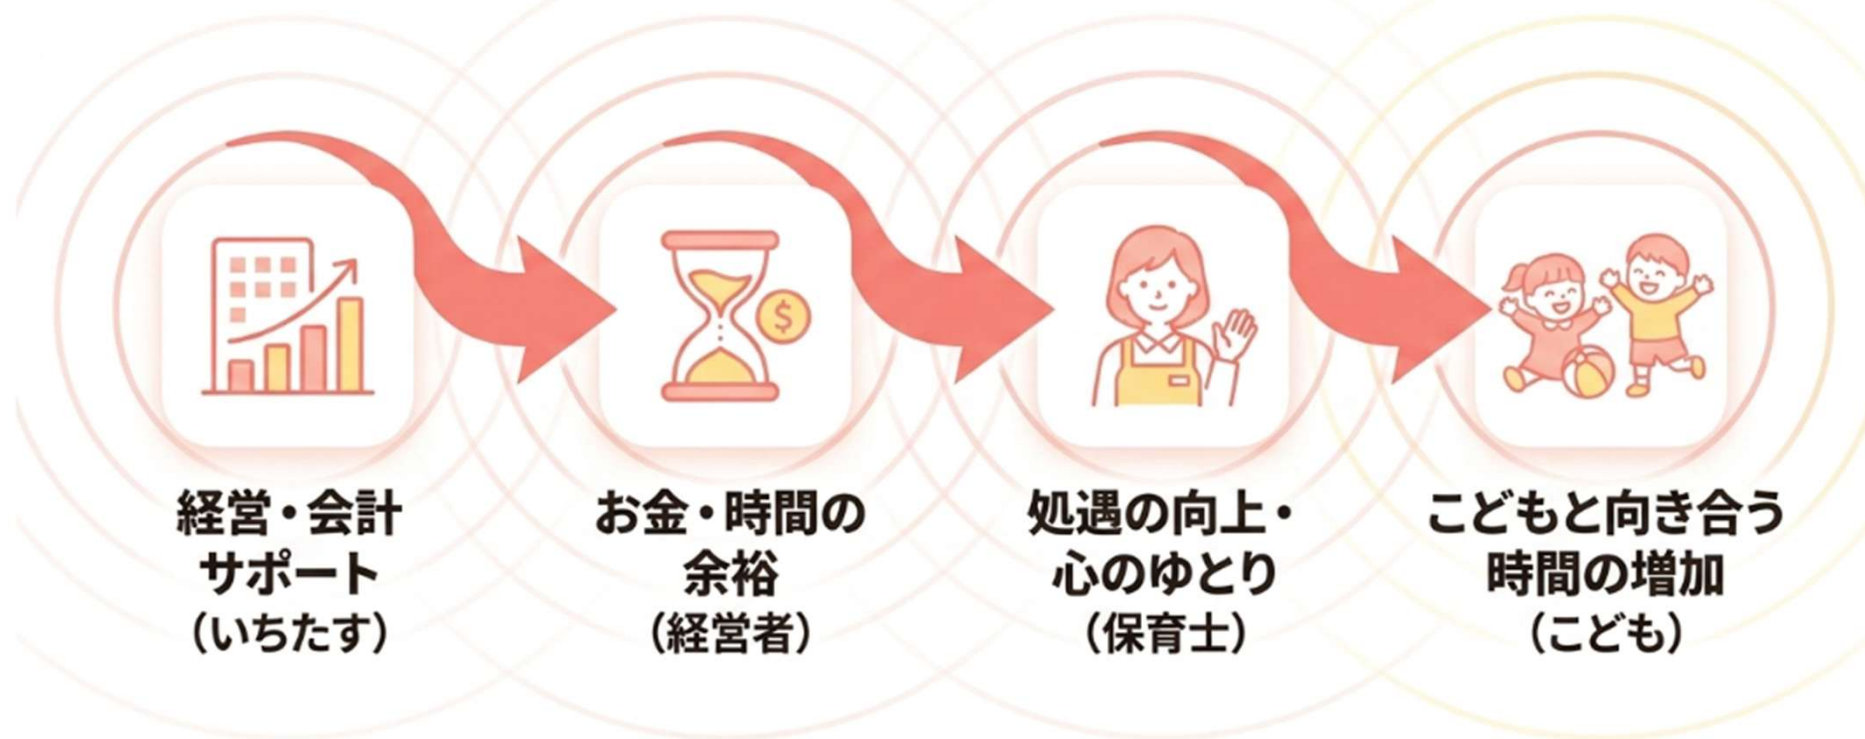 経営・会計
サポート
（いちたす）
お金・時間の
余裕
（経営者）
処遇の向上・
心のゆとり
（保育士）
こどもと向き合う
時間の増加
（こども）
$